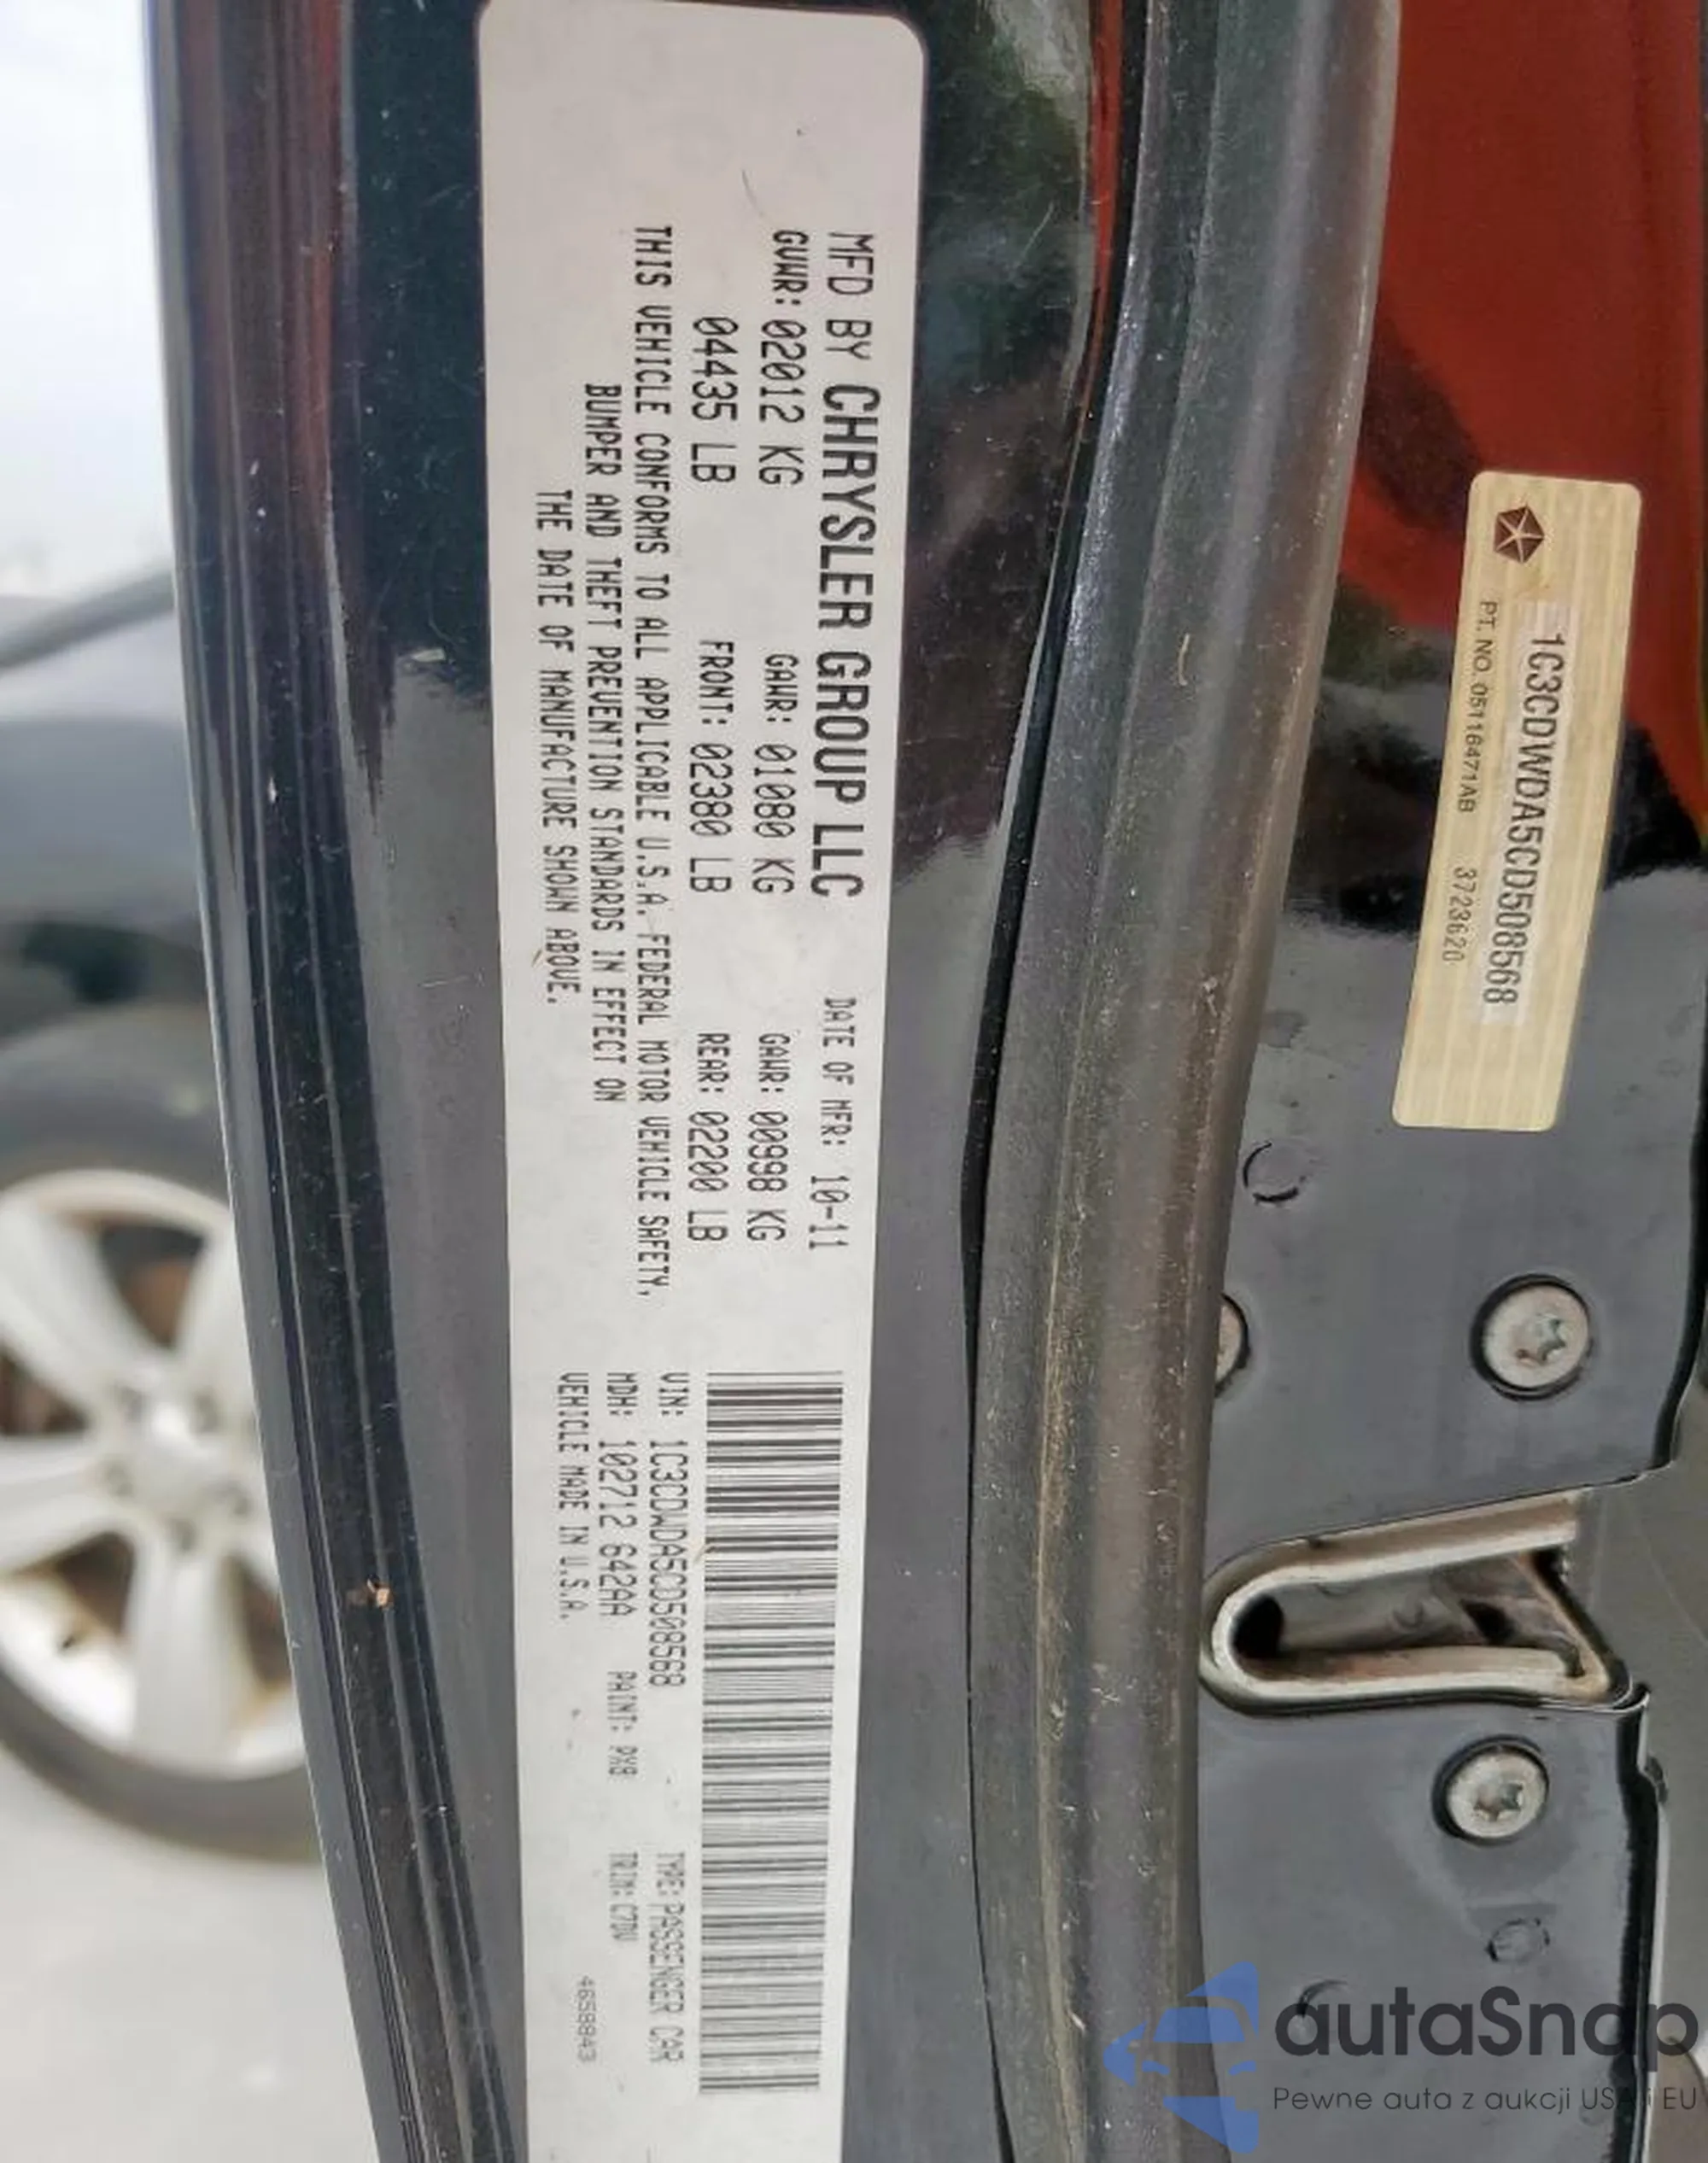 MFD BY CHRYSLER GROUP LLC DATE OF MFR: 10-11
GVWR: 02012 KG GAWR: 01080 KG GAWR: 00998 KG
04435 LB FRONT: 02380 LB REAR: 02200 LB
THIS VEHICLE CONFORMS TO ALL APPLICABLE U.S.A. FEDERAL MOTOR VEHICLE SAFETY,
BUMPER AND THEFT PREVENTION STANDARDS IN EFFECT ON
THE DATE OF MANUFACTURE SHOWN ABOVE.
VIN: 1C3CDWDA5CD508568 TYPE: PASSENGER CAR
MDH: 102712 642AA PAINT: PX8 TRIM: C7DV
VEHICLE MADE IN U.S.A. 4658843
1C3CDWDA5CD508568
PT. NO. 05116471AB 3723620
autaSnap
Pewne auta z aukcji USA i EU